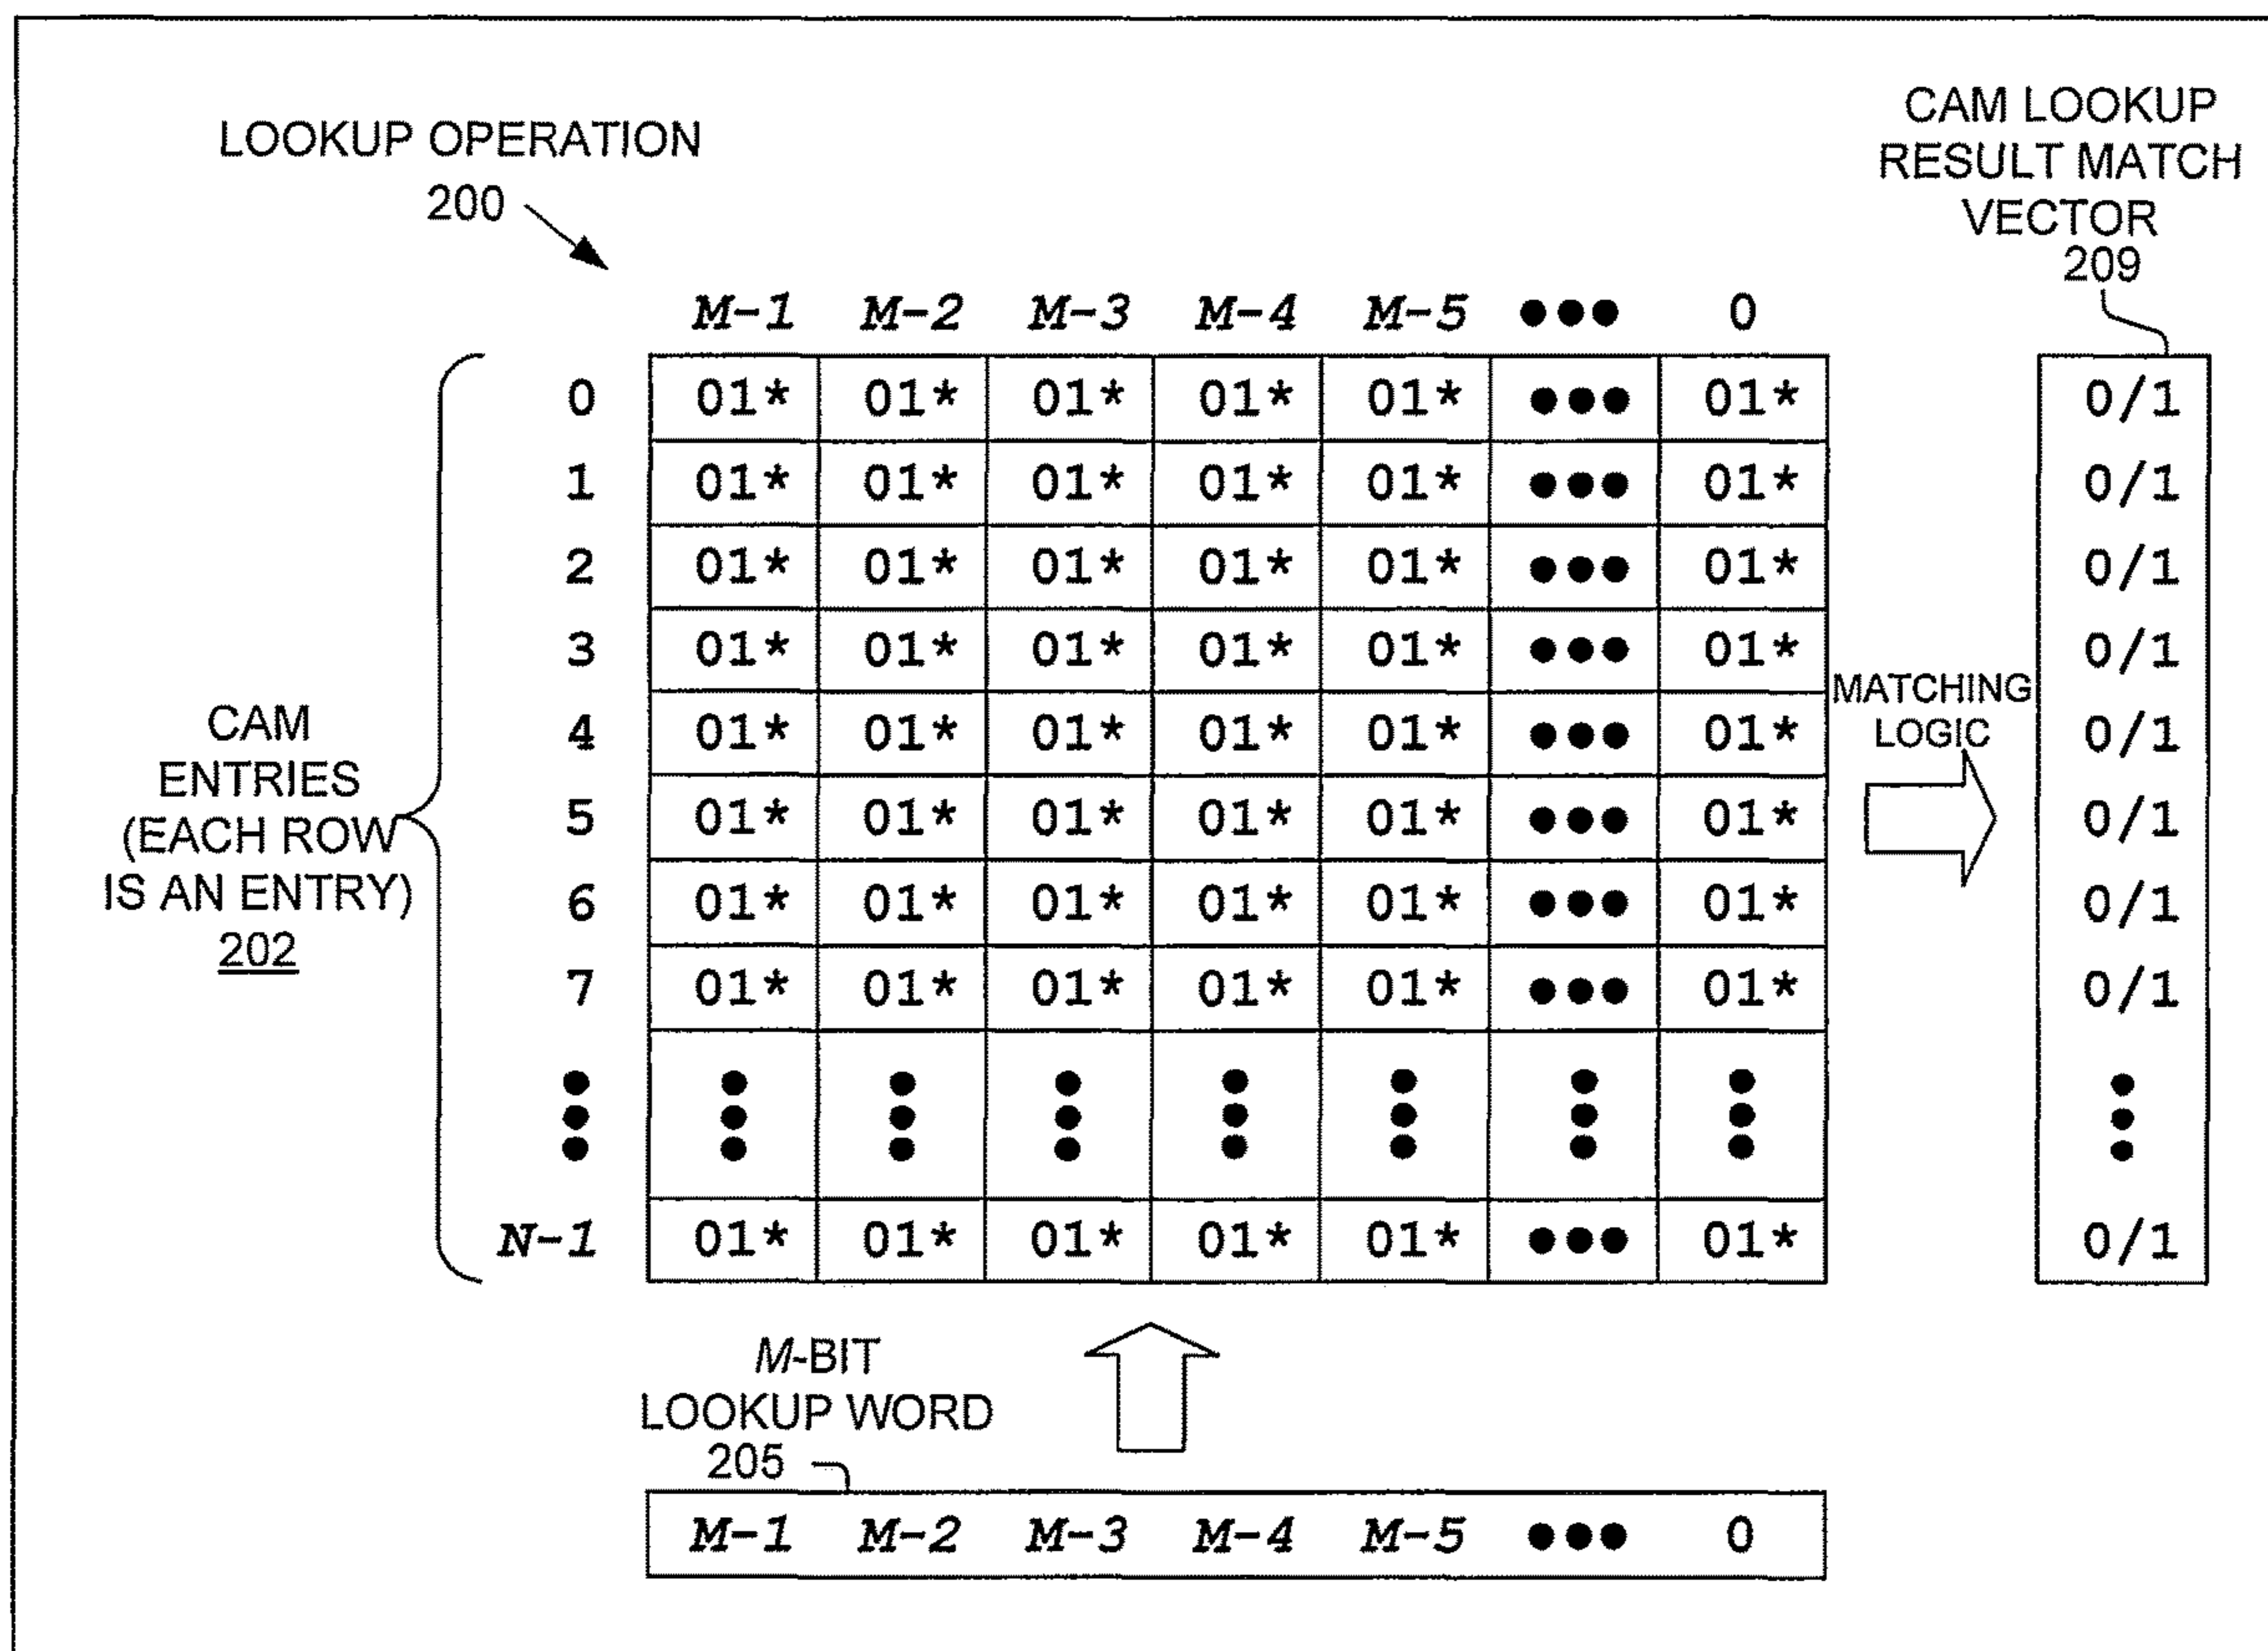 LOOKUP OPERATION
200
CAM LOOKUP
RESULT MATCH
VECTOR
209
M-1 M-2 M-3 M-4 M-5 ●●● 0
0 01* 01* 01* 01* 01* ●●● 01* 0/1
1 01* 01* 01* 01* 01* ●●● 01* 0/1
2 01* 01* 01* 01* 01* ●●● 01* 0/1
3 01* 01* 01* 01* 01* ●●● 01* 0/1
4 01* 01* 01* 01* 01* ●●● 01* 0/1
5 01* 01* 01* 01* 01* ●●● 01* 0/1
6 01* 01* 01* 01* 01* ●●● 01* 0/1
7 01* 01* 01* 01* 01* ●●● 01* 0/1
N-1 01* 01* 01* 01* 01* ●●● 01* 0/1
CAM
ENTRIES
(EACH ROW
IS AN ENTRY)
202
MATCHING
LOGIC
M-BIT
LOOKUP WORD
205
M-1 M-2 M-3 M-4 M-5 ●●● 0